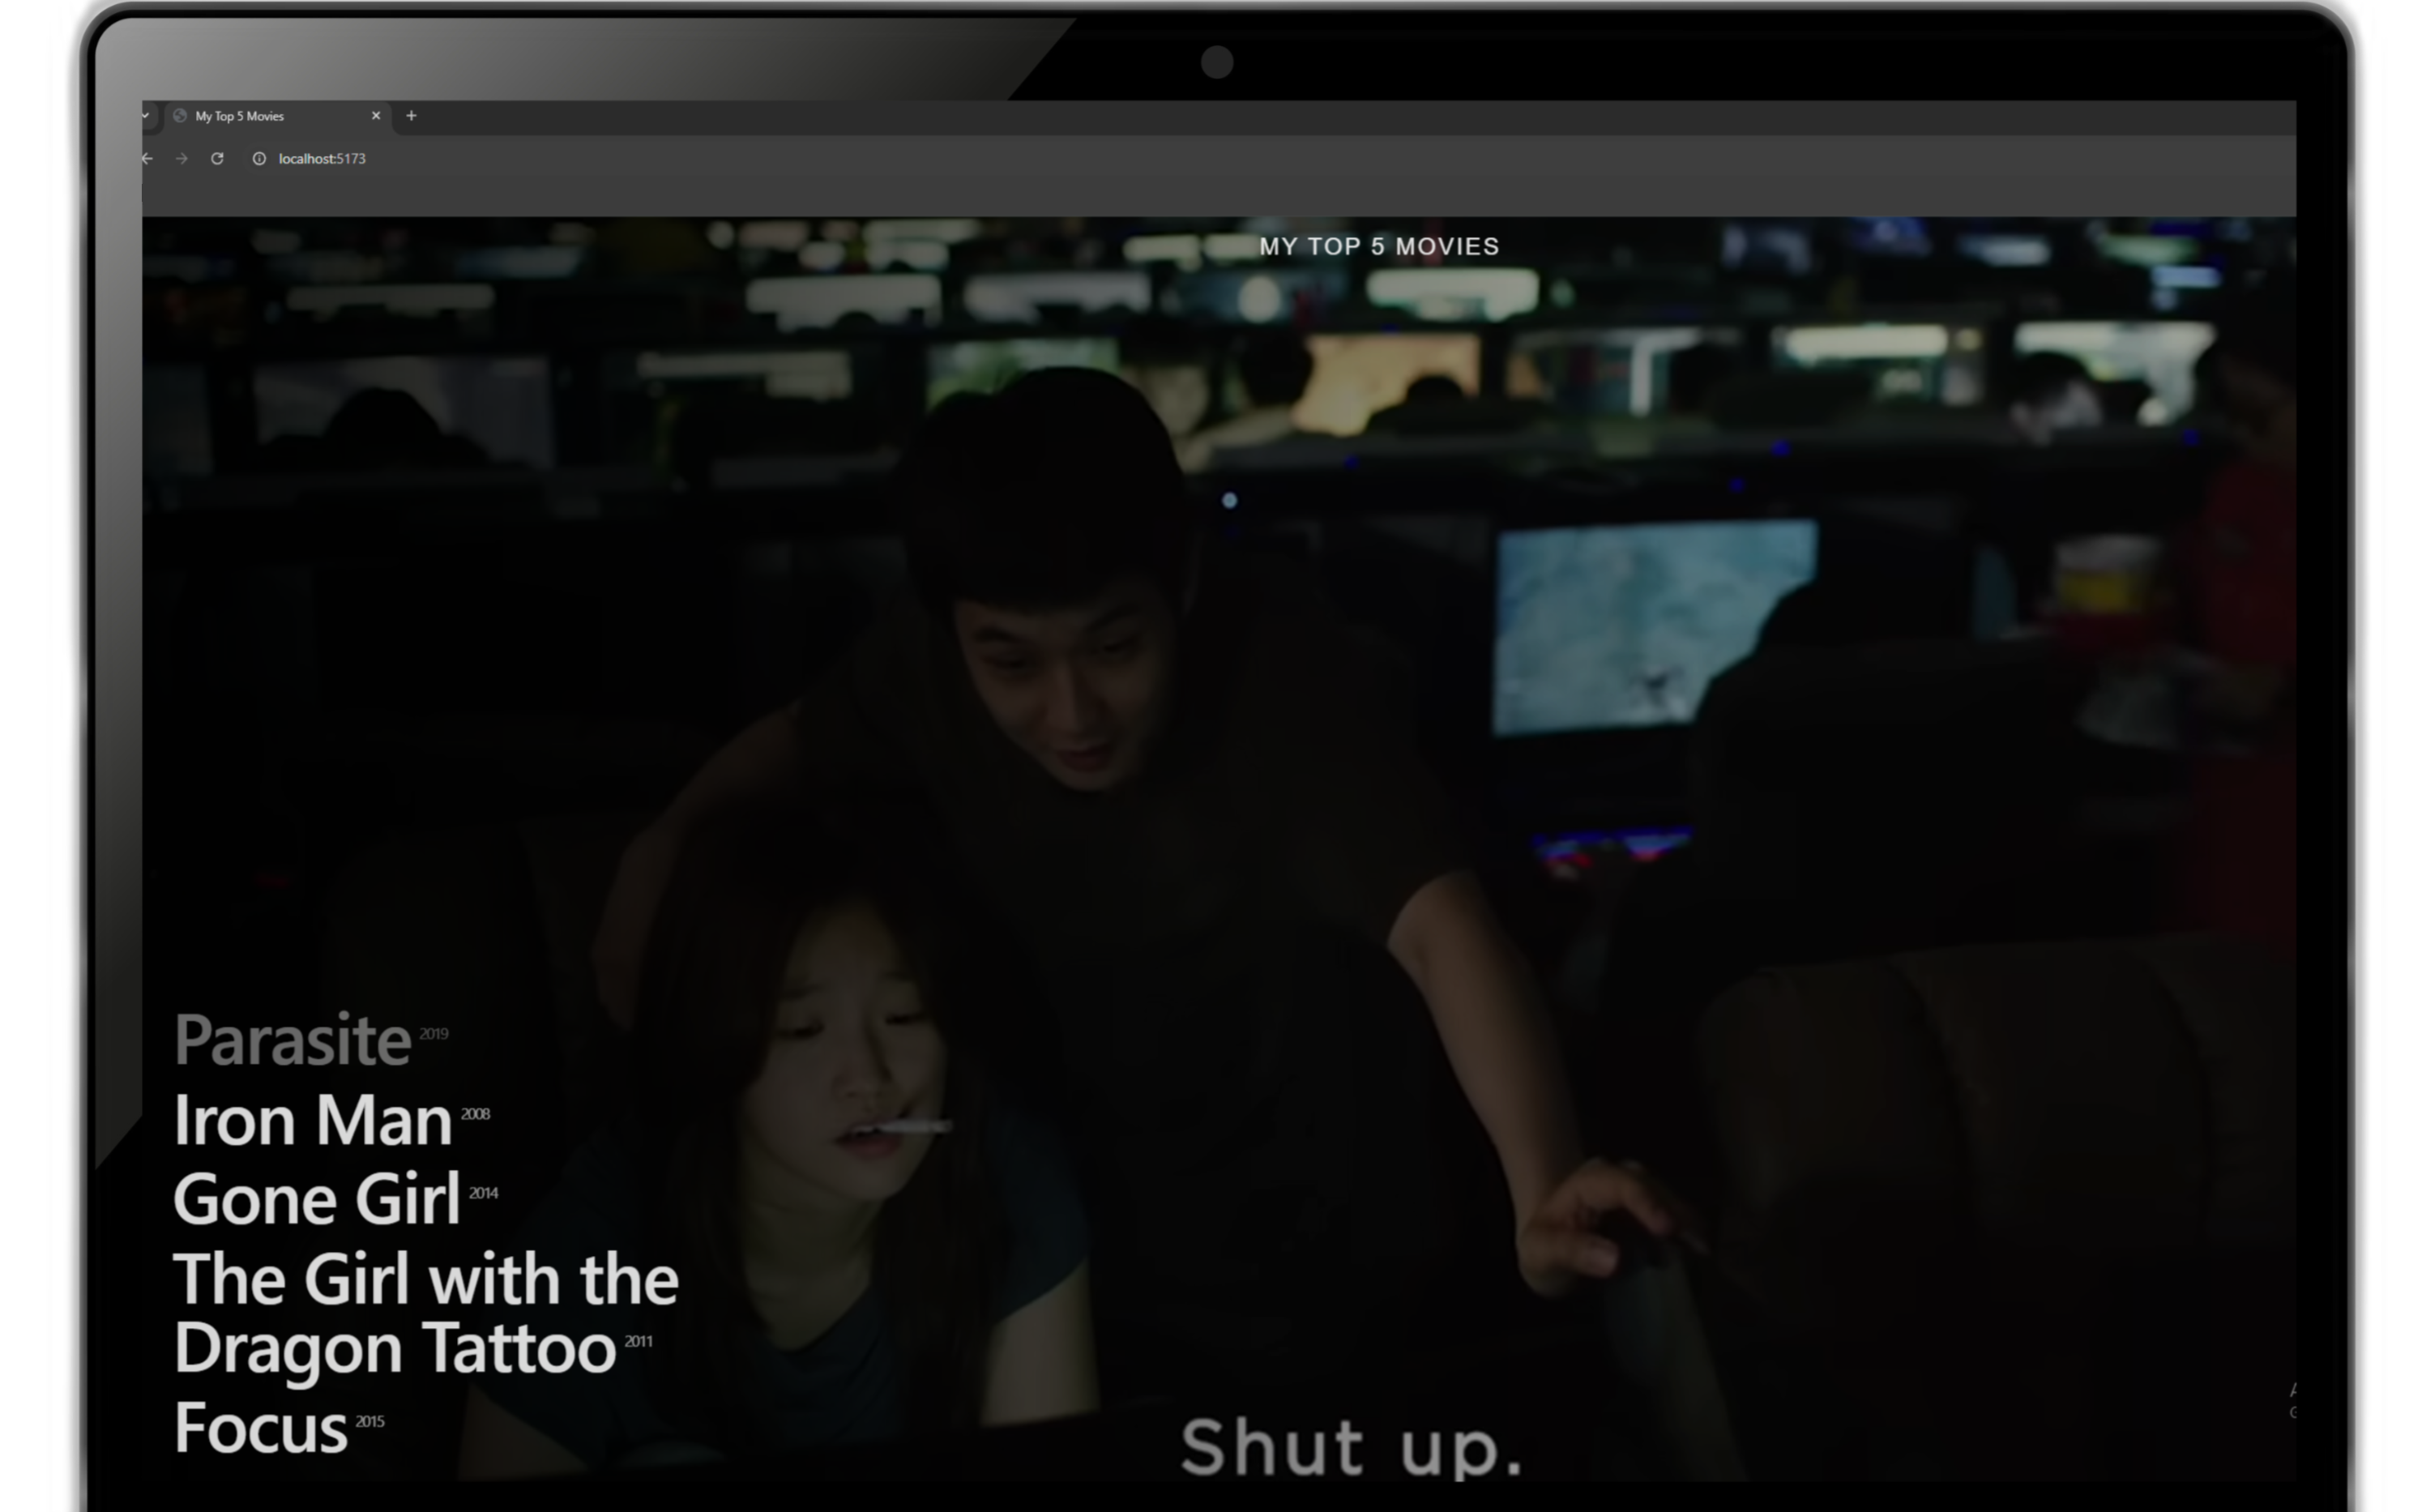 My Top 5 Movies
localhost:5173
MY TOP 5 MOVIES
Parasite 2019
Iron Man 2008
Gone Girl 2014
The Girl with the
Dragon Tattoo 2011
Focus 2015
Shut up.